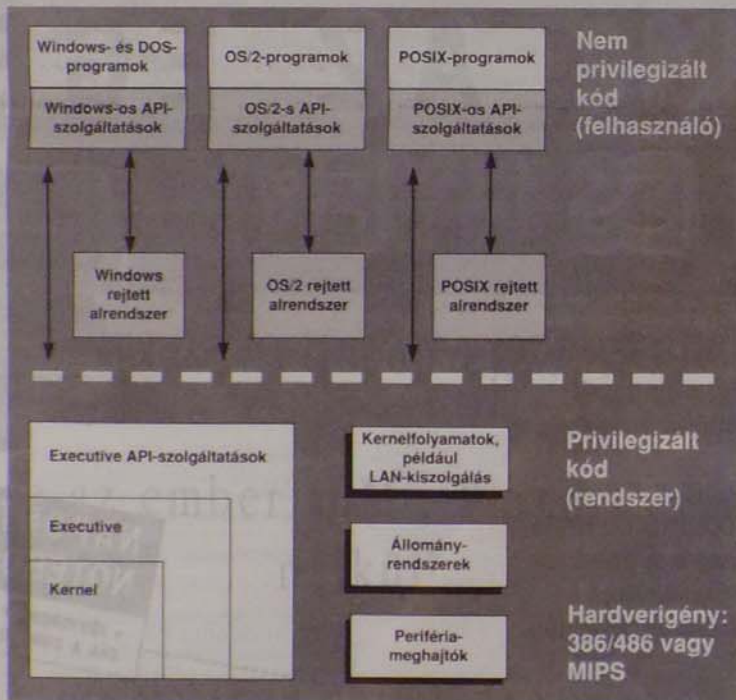 Windows- és DOS-
programok
Windows-os API-
szolgáltatások
OS/2-programok
OS/2-s API-
szolgáltatások
POSIX-programok
POSIX-os API-
szolgáltatások
Nem
privilegizált
kód
(felhasználó)
Windows
rejtett
alrendszer
OS/2 rejtett
alrendszer
POSIX rejtett
alrendszer
Executive API-szolgáltatások
Executive
Kernel
Kernelfolyamatok,
például
LAN-kiszolgálás
Állomány-
rendszerek
Periféria-
meghajtók
Privilegizált
kód
(rendszer)
Hardverigény:
386/486 vagy
MIPS